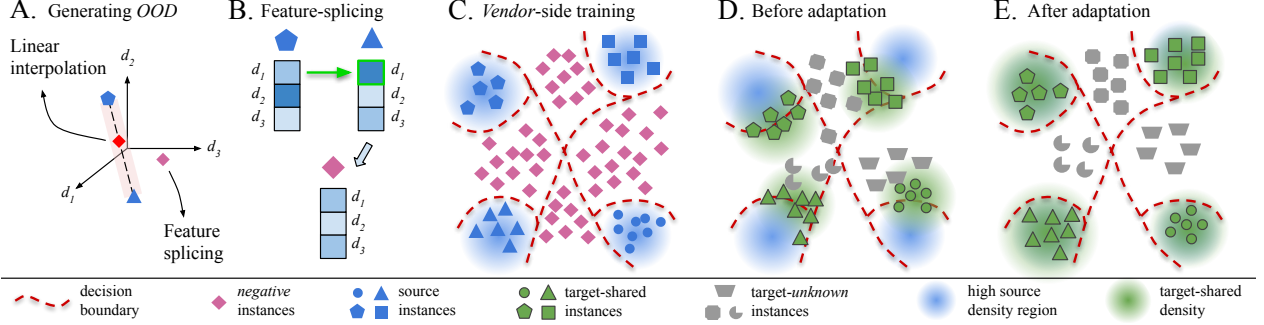 A. Generating OOD
Linear
interpolation
d2
d3
d1
Feature
splicing
B. Feature-splicing
d1
d2
d3
d1
d2
d3
d1
d2
d3
C. Vendor-side training
D. Before adaptation
E. After adaptation
decision
boundary
negative
instances
source
instances
target-shared
instances
target-unknown
instances
high source
density region
target-shared
density